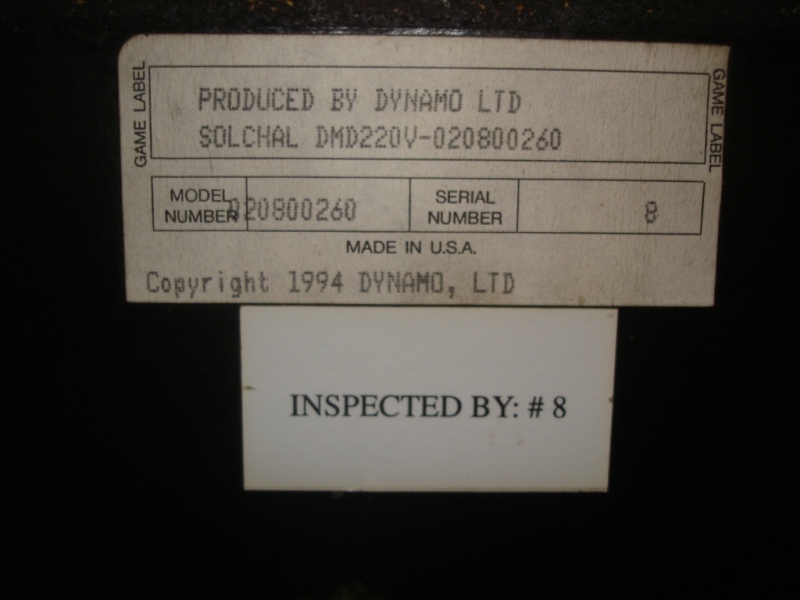 GAME LABEL
PRODUCED BY DYNAMO LTD
SOLCHAL DMD220V-020800260
GAME LABEL
MODEL NUMBER
020800260
SERIAL NUMBER
8
MADE IN U.S.A.
Copyright 1994 DYNAMO, LTD
INSPECTED BY: # 8